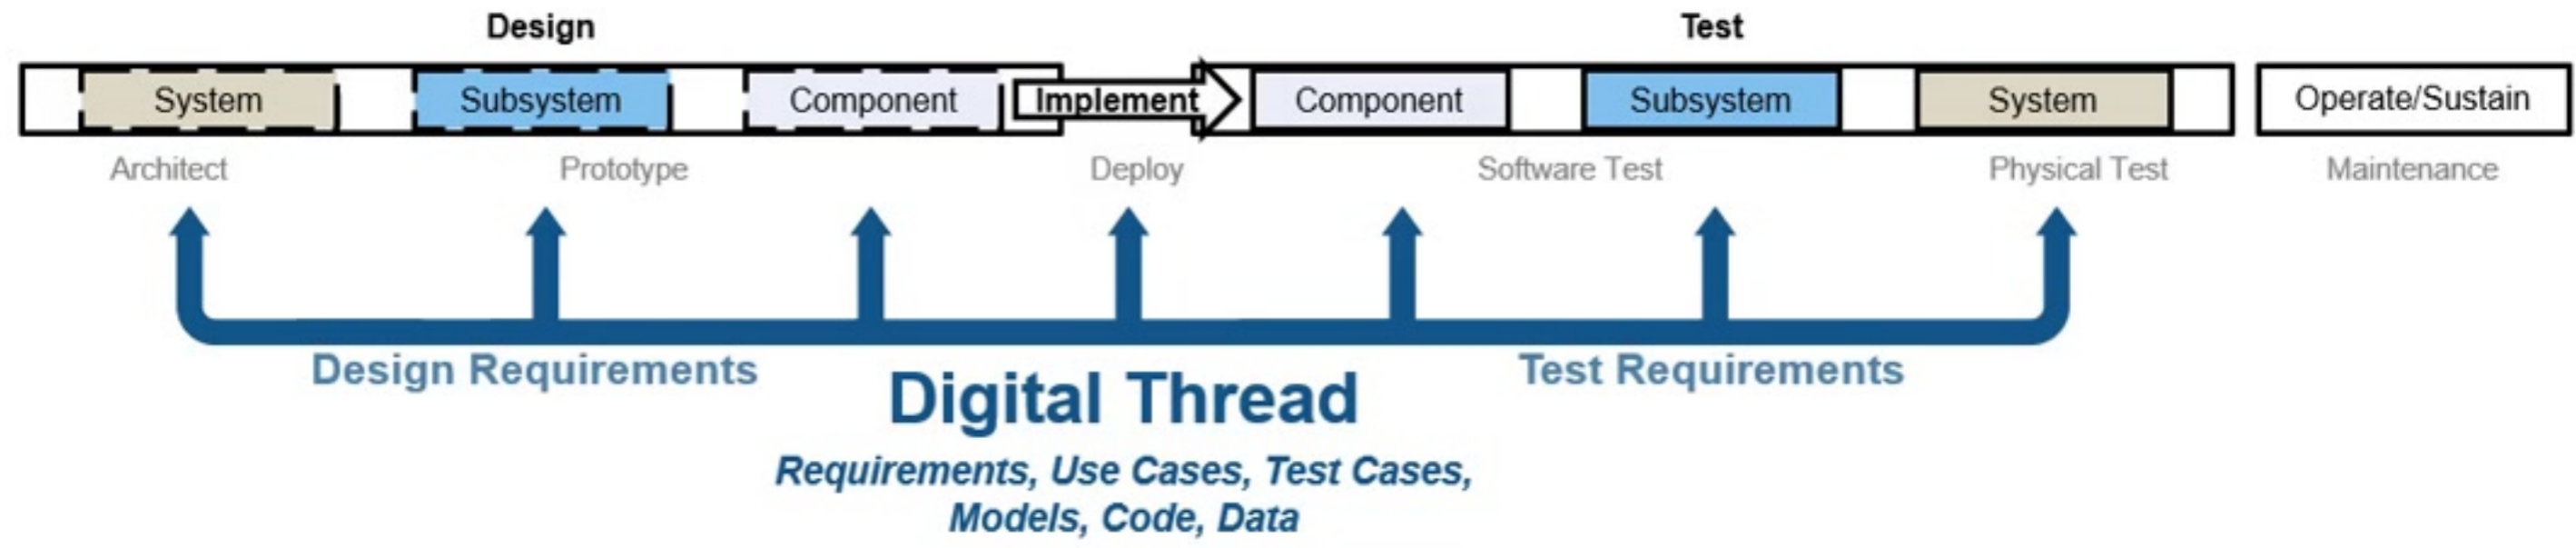 Design
Test
System
Subsystem
Component
Implement
Component
Subsystem
System
Operate/Sustain
Architect
Prototype
Deploy
Software Test
Physical Test
Maintenance
Design Requirements
Test Requirements
Digital Thread
Requirements, Use Cases, Test Cases,
Models, Code, Data